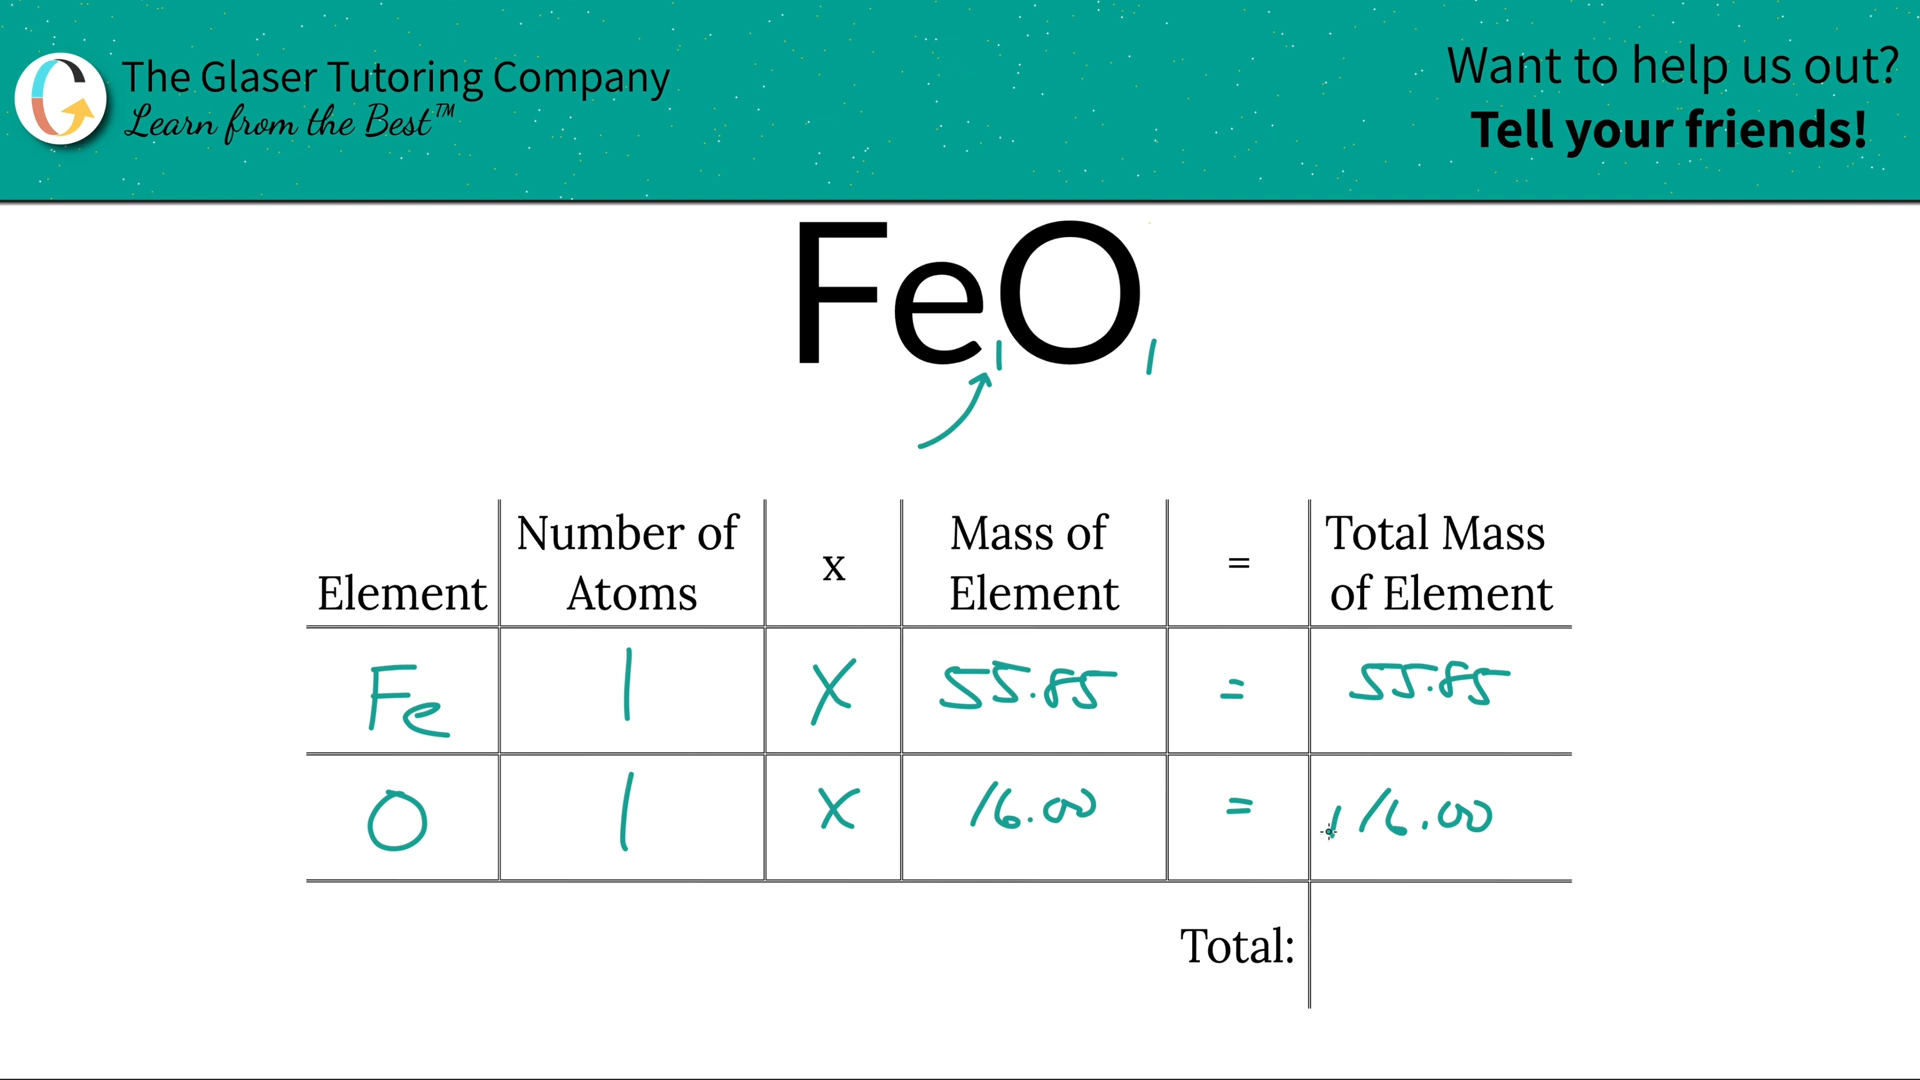 The Glaser Tutoring Company
Learn from the Best™
Want to help us out?
Tell your friends!
FeO
1 1
Element Number of Atoms x Mass of Element = Total Mass of Element
Fe 1 X 55.85 = 55.85
O 1 X 16.00 = 16.00
Total: